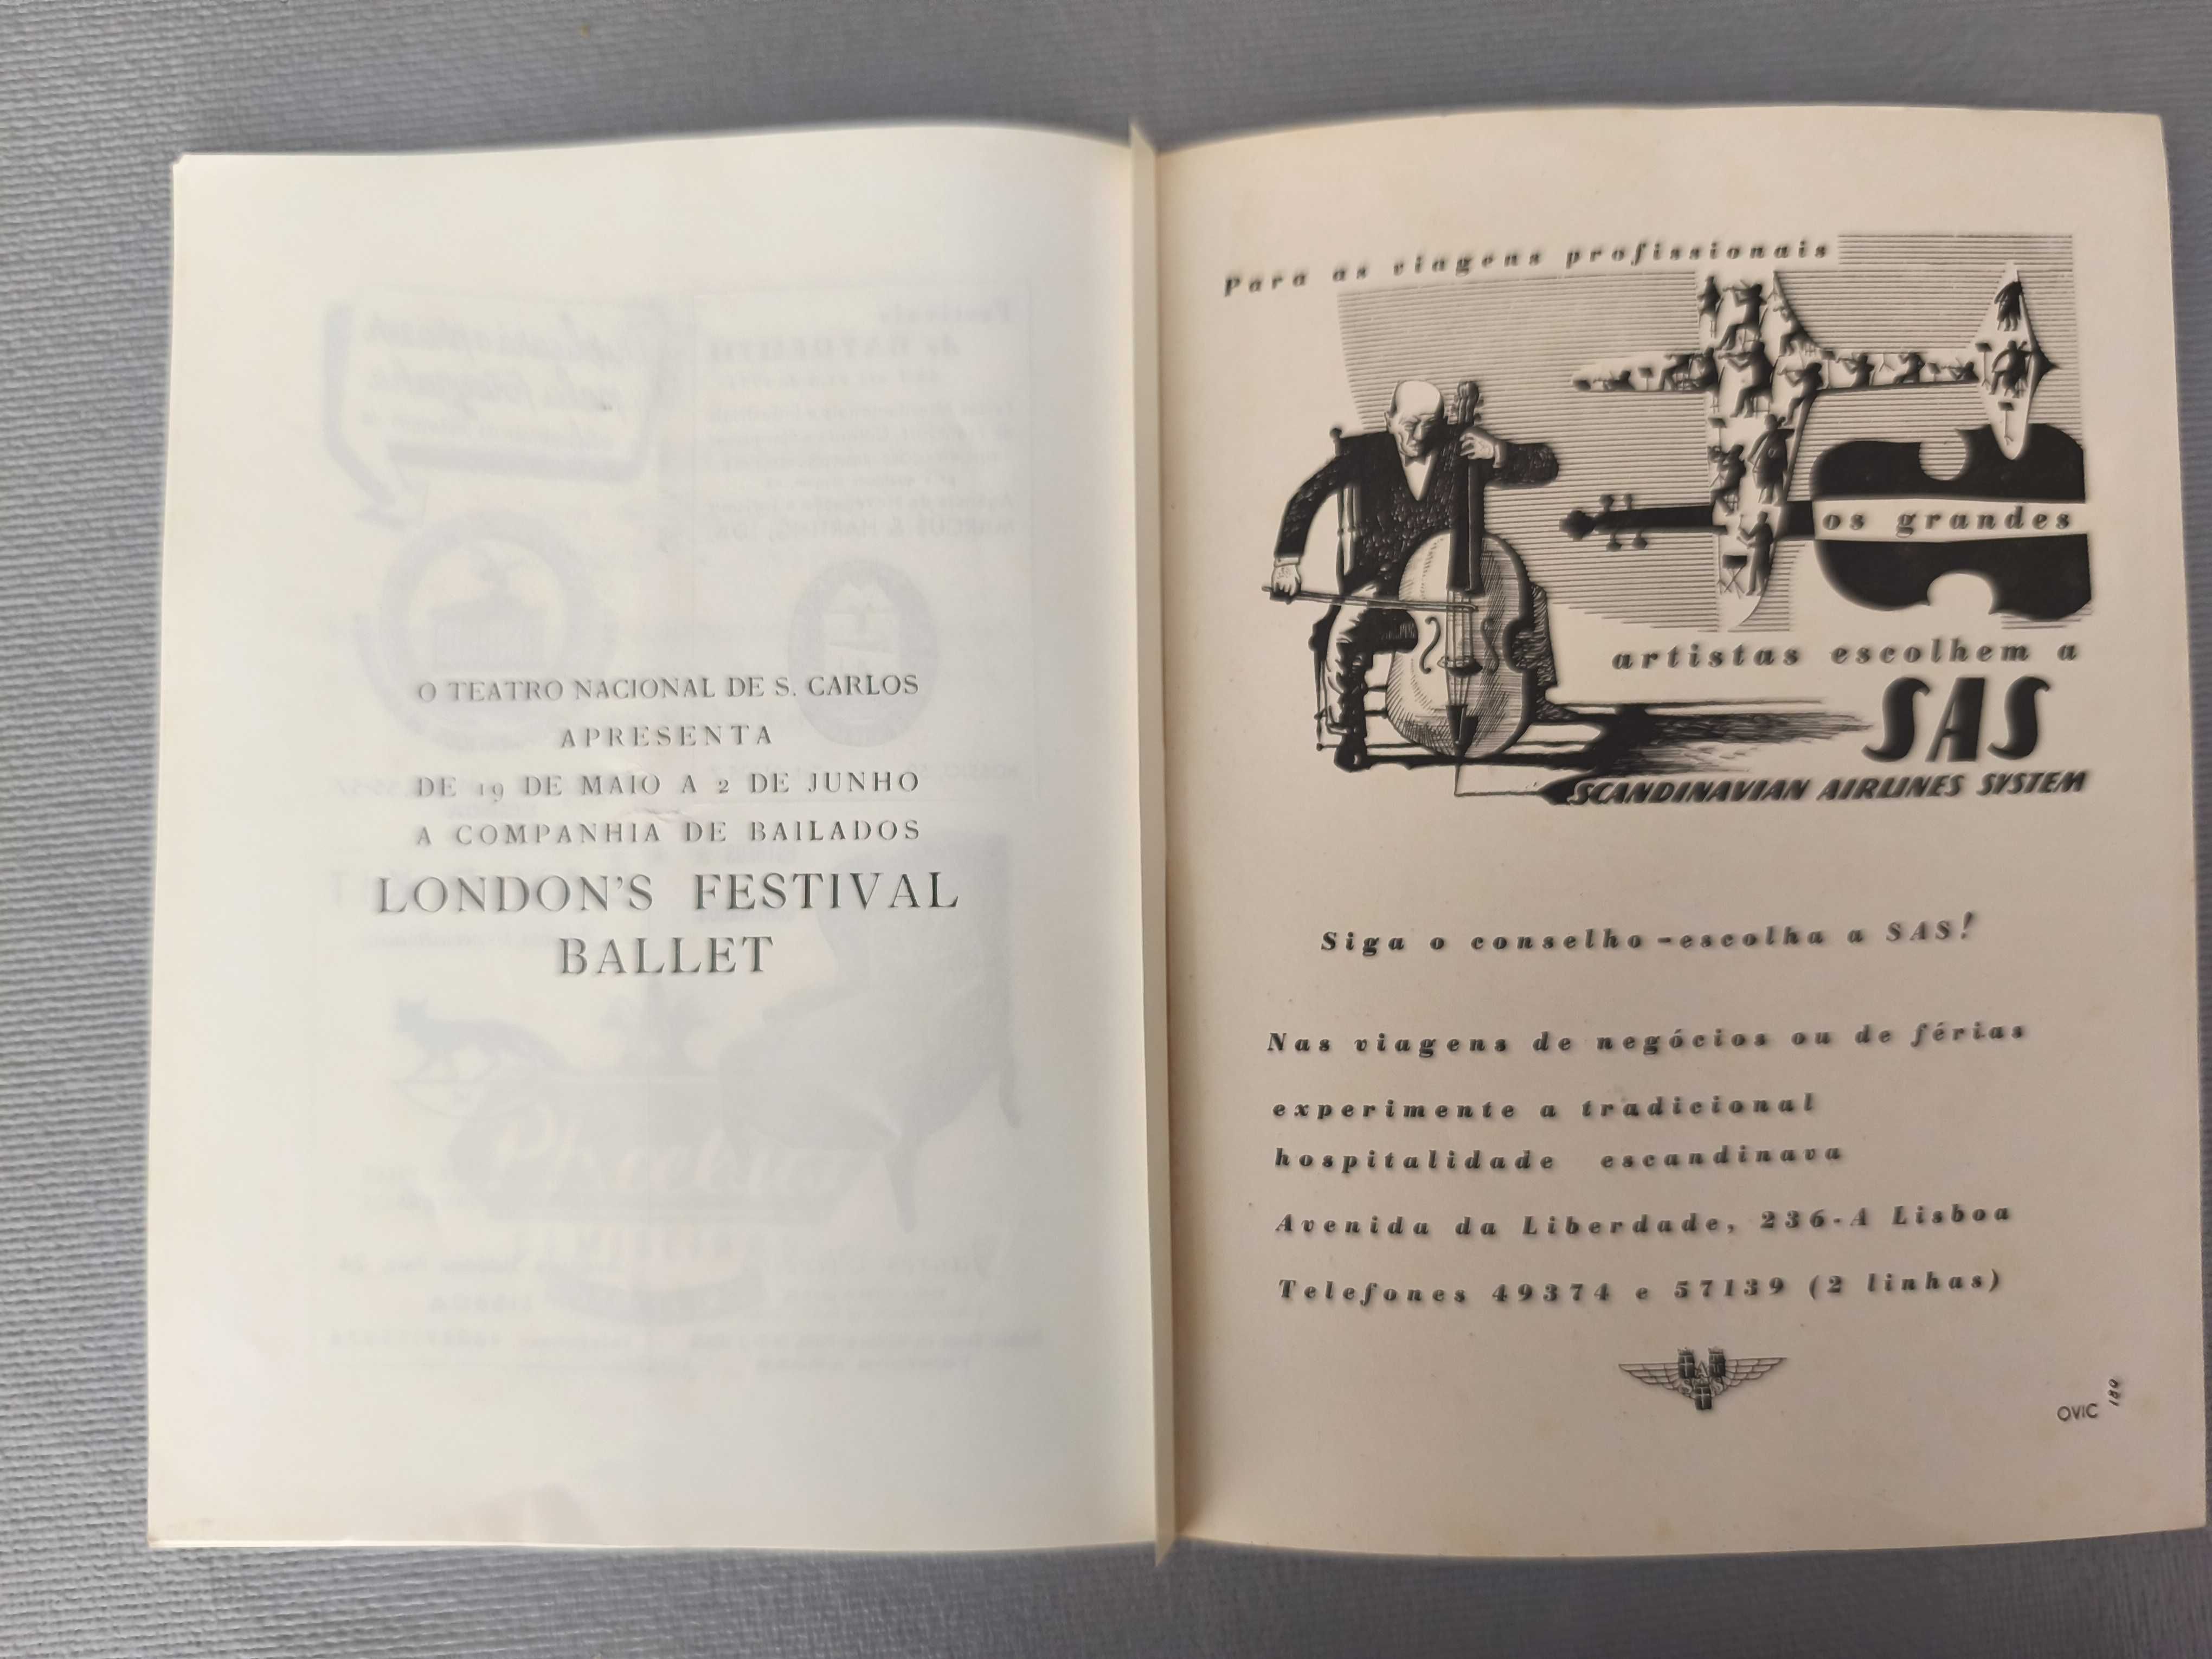 O TEATRO NACIONAL DE S. CARLOS
APRESENTA
DE 19 DE MAIO A 2 DE JUNHO
A COMPANHIA DE BAILADOS
LONDON'S FESTIVAL
BALLET
Para as viagens profissionais
os grandes
artistas escolhem a
SAS
SCANDINAVIAN AIRLINES SYSTEM
Siga o conselho-escolha a SAS!
Nas viagens de negócios ou de férias
experimente a tradicional
hospitalidade escandinava
Avenida da Liberdade, 236-A Lisboa
Telefones 49374 e 57139 (2 linhas)
OVIC